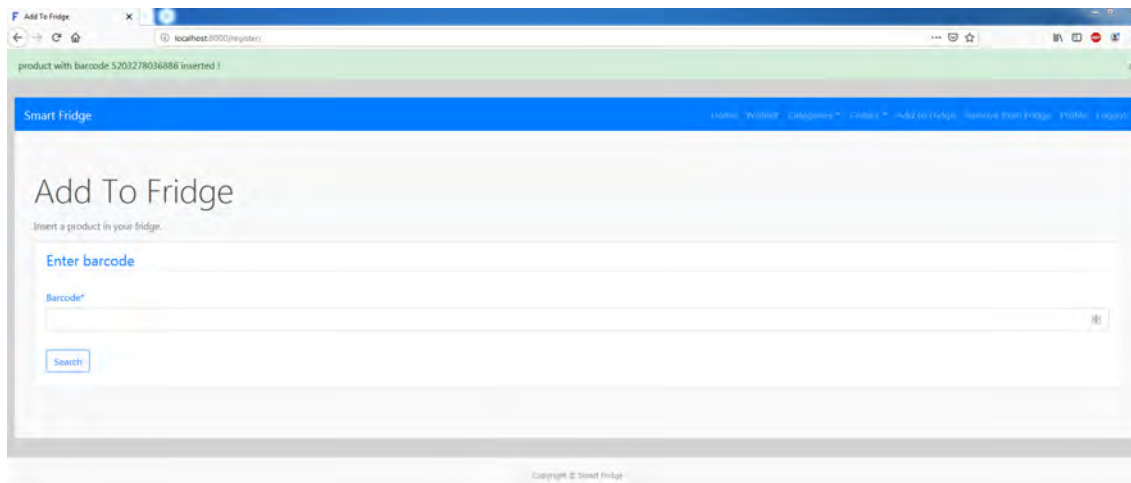 Add To Fridge
localhost:8000/register/
product with barcode 5203278036886 inserted !
Smart Fridge
Home Wishlist Categories Add to Fridge Remove from Fridge Profile Logout
Add To Fridge
Insert a product in your fridge.
Enter barcode
Barcode*
Search
Copyright © Smart Fridge